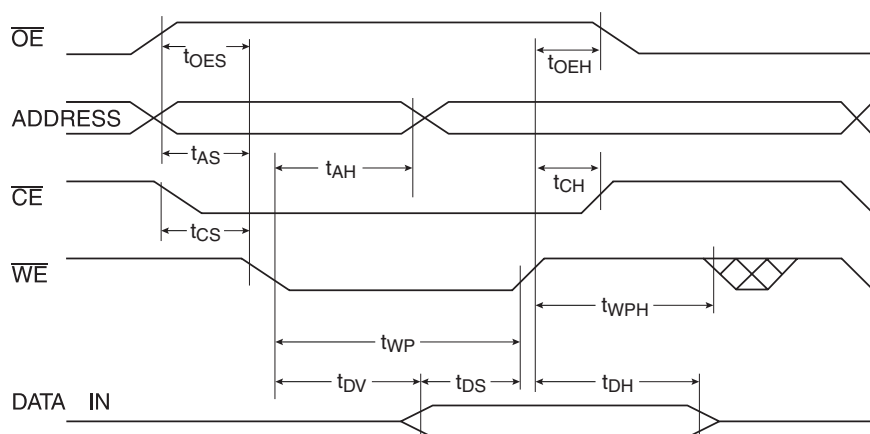 OE
tOES
tOEH
ADDRESS
tAS
tAH
tCH
CE
tCS
WE
tWPH
tWP
tDV
tDS
tDH
DATA IN